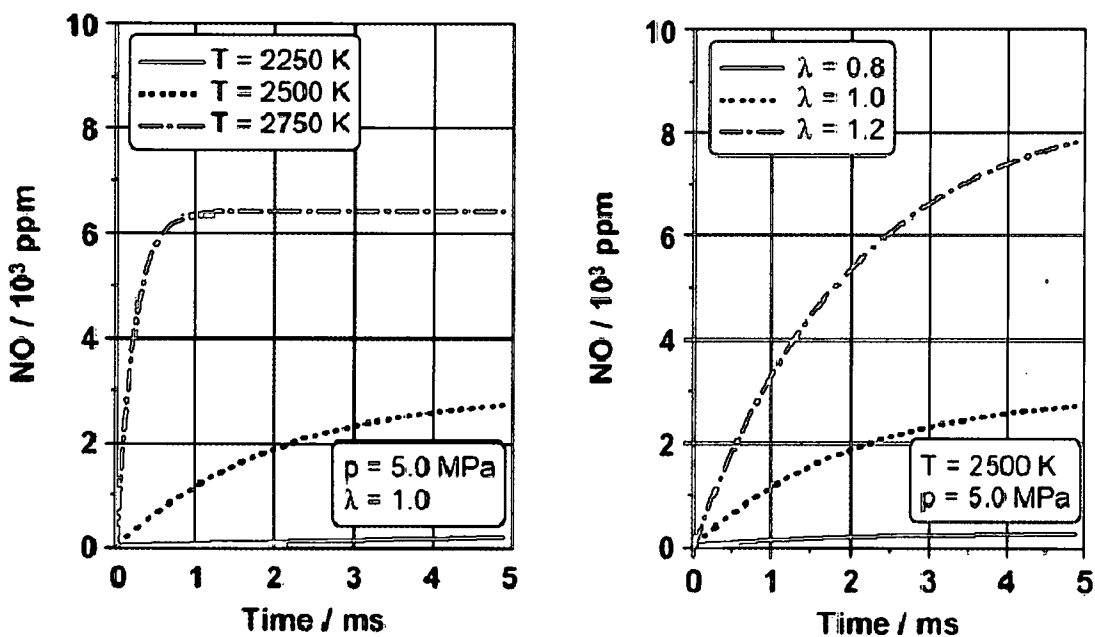 10
8
6
4
2
0
NO / 10³ ppm
T = 2250 K
T = 2500 K
T = 2750 K
p = 5.0 MPa
λ = 1.0
0 1 2 3 4 5
Time / ms
10
8
6
4
2
0
NO / 10³ ppm
λ = 0.8
λ = 1.0
λ = 1.2
T = 2500 K
p = 5.0 MPa
0 1 2 3 4 5
Time / ms